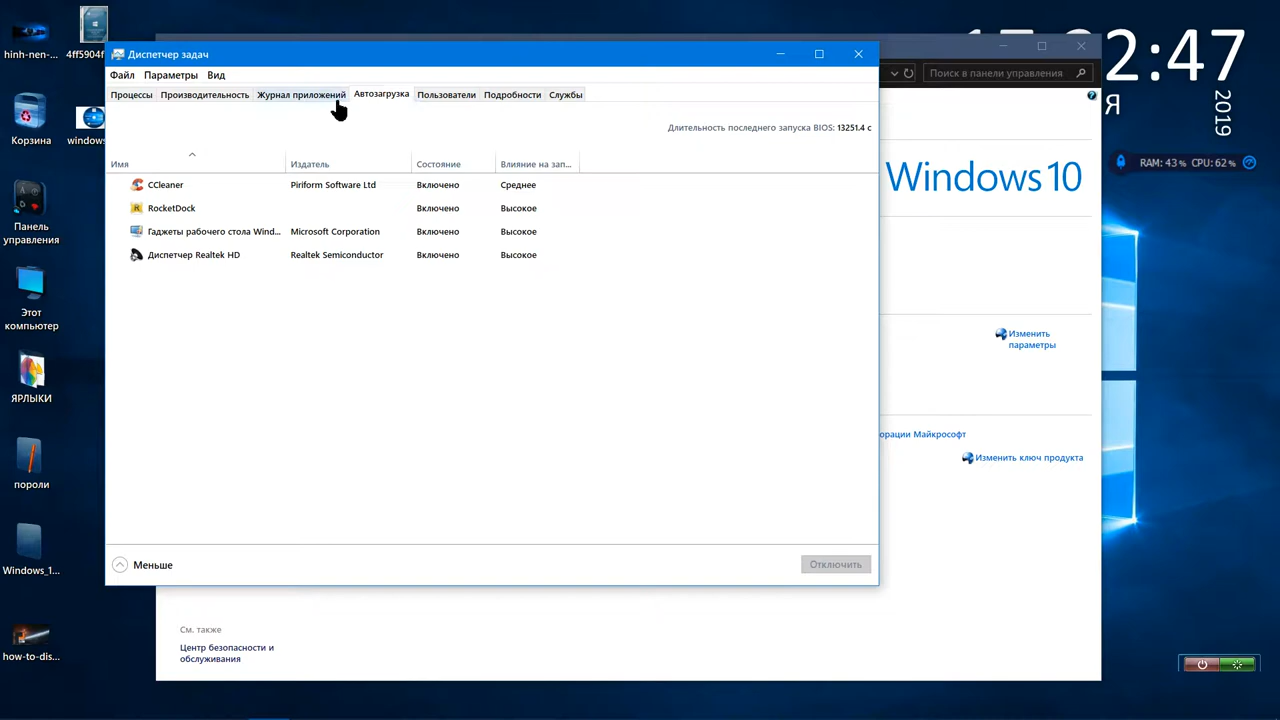 hinh-nen-...
4ff5904f
Корзина
windows
Панель
управления
Этот
компьютер
ЯРЛЫКИ
пороли
Windows_1...
how-to-dis...
Диспетчер задач
Файл Параметры Вид
Процессы Производительность Журнал приложений Автозагрузка Пользователи Подробности Службы
Длительность последнего запуска BIOS: 13251.4 с
Имя Издатель Состояние Влияние на зап...
CCleaner Piriform Software Ltd Включено Среднее
RocketDock Включено Высокое
Гаджеты рабочего стола Wind... Microsoft Corporation Включено Высокое
Диспетчер Realtek HD Realtek Semiconductor Включено Высокое
Меньше
Отключить
Поиск в панели управления
Windows 10
Изменить
параметры
орации Майкрософт
Изменить ключ продукта
См. также
Центр безопасности и
обслуживания
2:47
Я
2019
RAM: 43% CPU: 62%